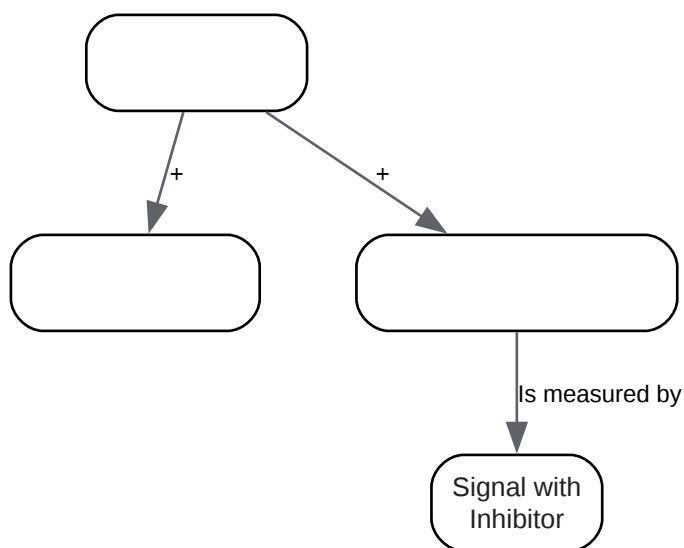 +
+
Is measured by
Signal with
Inhibitor